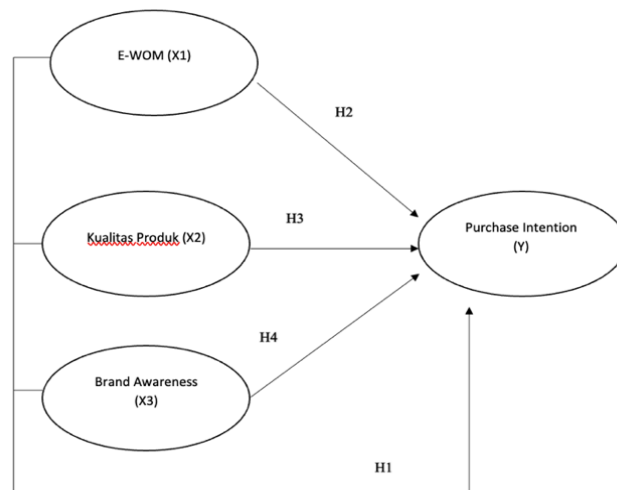 E-WOM (X1)
H2
Kualitas Produk (X2)
H3
Purchase Intention
(Y)
H4
Brand Awareness
(X3)
H1